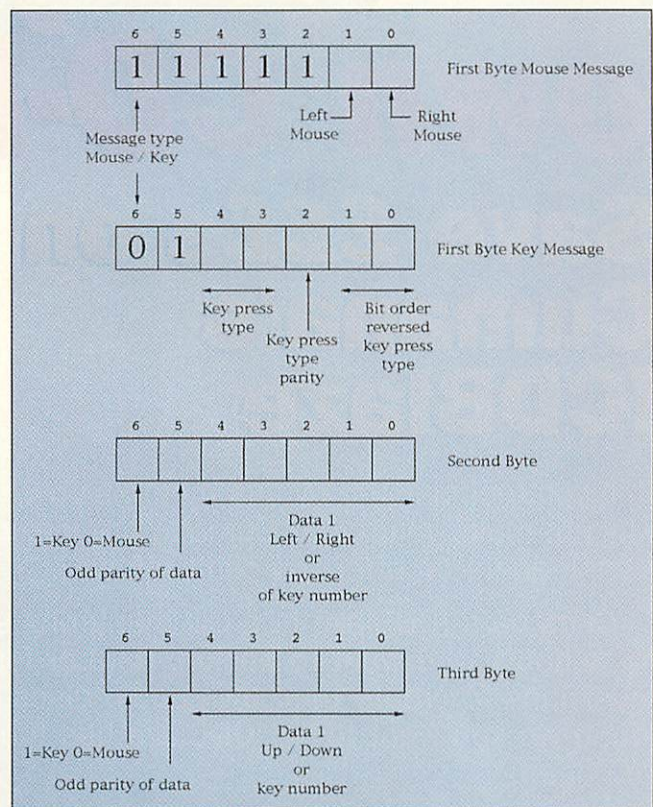 6 5 4 3 2 1 0
1 1 1 1 1
First Byte Mouse Message
Left
Mouse
Right
Mouse
Message type
Mouse / Key
6 5 4 3 2 1 0
0 1
First Byte Key Message
Key press
type
Key press
type
parity
Bit order
reversed
key press
type
6 5 4 3 2 1 0
Second Byte
1=Key 0=Mouse
Odd parity of data
Data 1
Left / Right
or
inverse
of key number
6 5 4 3 2 1 0
Third Byte
1=Key 0=Mouse
Odd parity of data
Data 1
Up / Down
or
key number